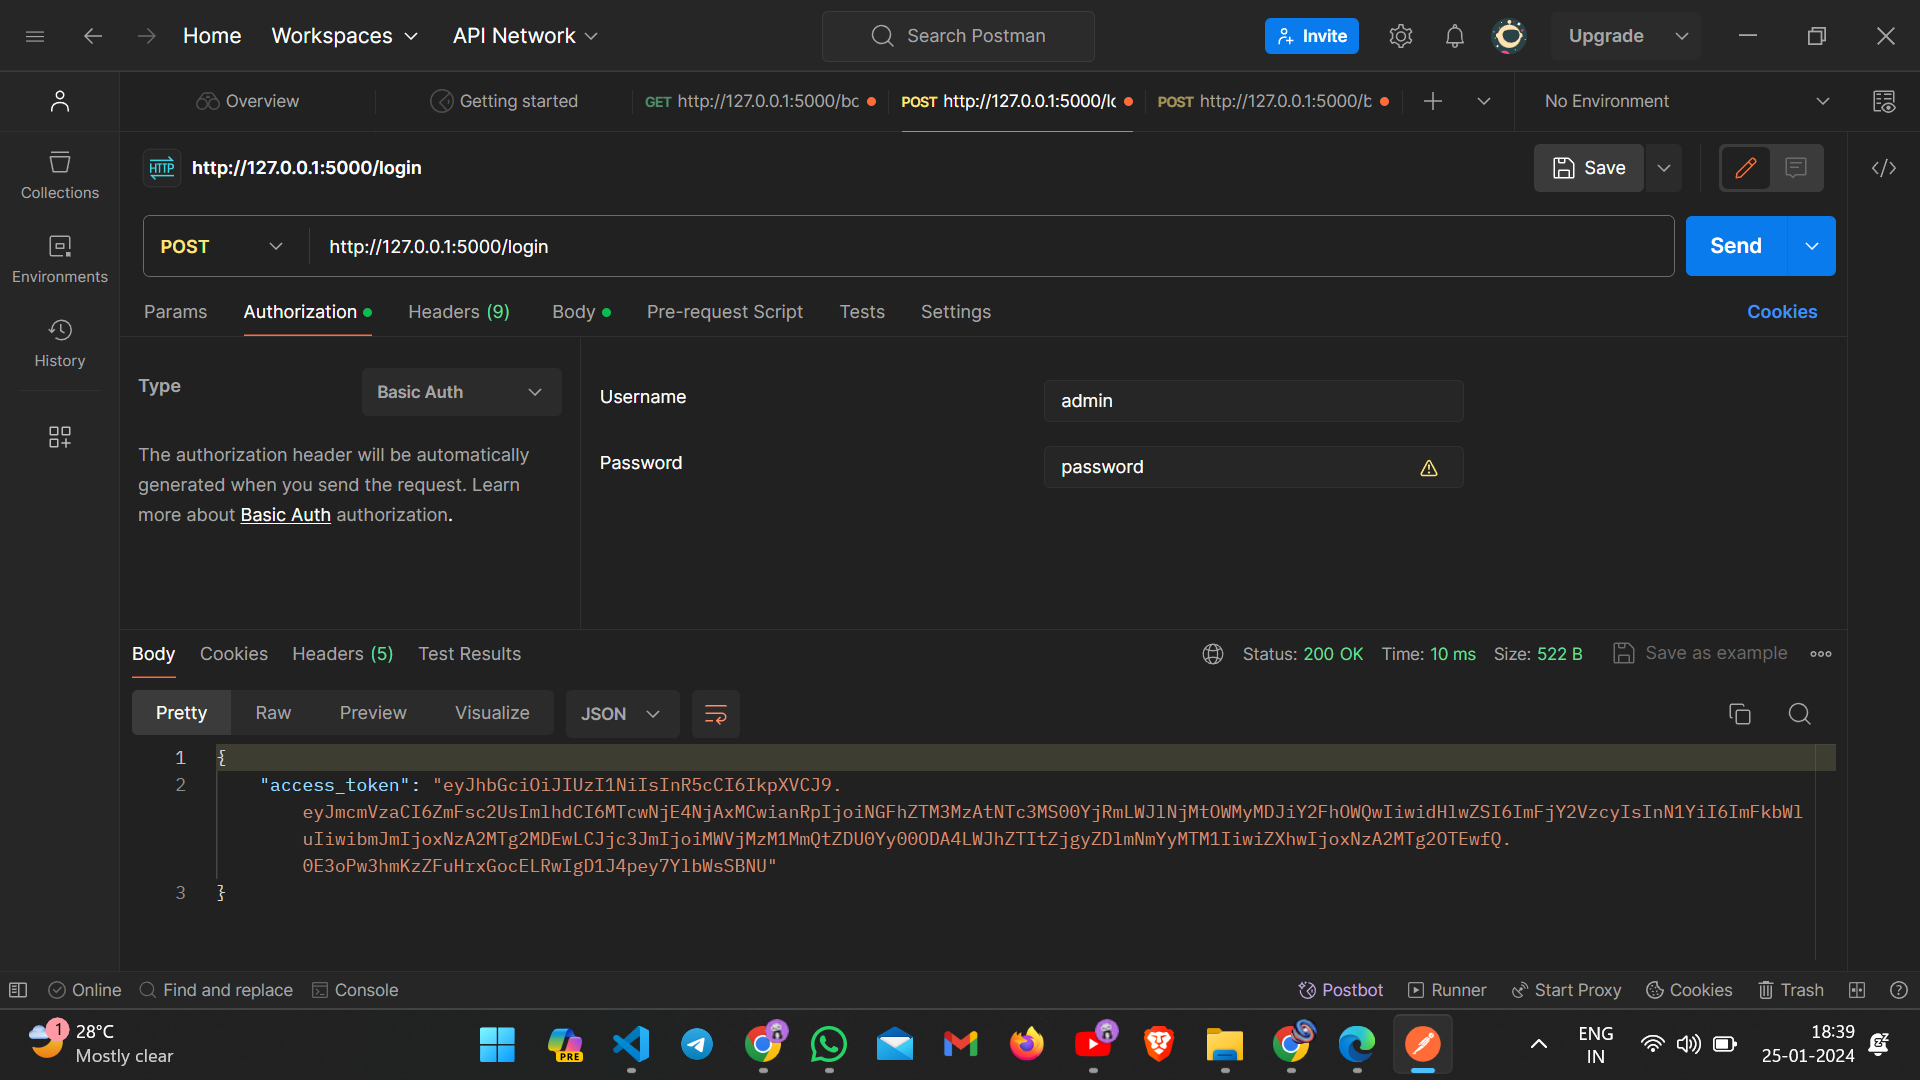 Home
Workspaces
API Network
Search Postman
Invite
Upgrade
Overview
Getting started
GET http://127.0.0.1:5000/bo
POST http://127.0.0.1:5000/lo
POST http://127.0.0.1:5000/b
No Environment
HTTP http://127.0.0.1:5000/login
Save
Collections
Environments
History
POST http://127.0.0.1:5000/login
Send
Params
Authorization
Headers (9)
Body
Pre-request Script
Tests
Settings
Cookies
Type
Basic Auth
The authorization header will be automatically
generated when you send the request. Learn
more about Basic Auth authorization.
Username
admin
Password
password
Body
Cookies
Headers (5)
Test Results
Status: 200 OK
Time: 10 ms
Size: 522 B
Save as example
Pretty
Raw
Preview
Visualize
JSON
1 {
2 "access_token": "eyJhbGciOiJIUzI1NiIsInR5cCI6IkpXVCJ9.
eyJmcmVzaCI6ZmFsc2UsImlhdCI6MTcwNjE4NjAxMCwianRpIjoiNGFhZTM3MzAtNTc3MS00YjRmLWJlNjMtOWMyMDJiY2FhOWQwIiwidHlwZSI6ImFjY2VzcyIsInN1YiI6ImFkbWl
uIiwibmJmIjoxNzA2MTg2MDEwLCJjc3JmIjoiMWVjMzM1MmQtZDU0Yy00ODA4LWJhZTItZjgyZDlmNmYyMTM1IiwiZXhwIjoxNzA2MTg2OTEwfQ.
0E3oPw3hmKzZFuHrxGocELRwIgD1J4pey7YlbWsSBNU"
3 }
Online
Find and replace
Console
Postbot
Runner
Start Proxy
Cookies
Trash
1
28°C
Mostly clear
PRE
ENG
IN
18:39
25-01-2024